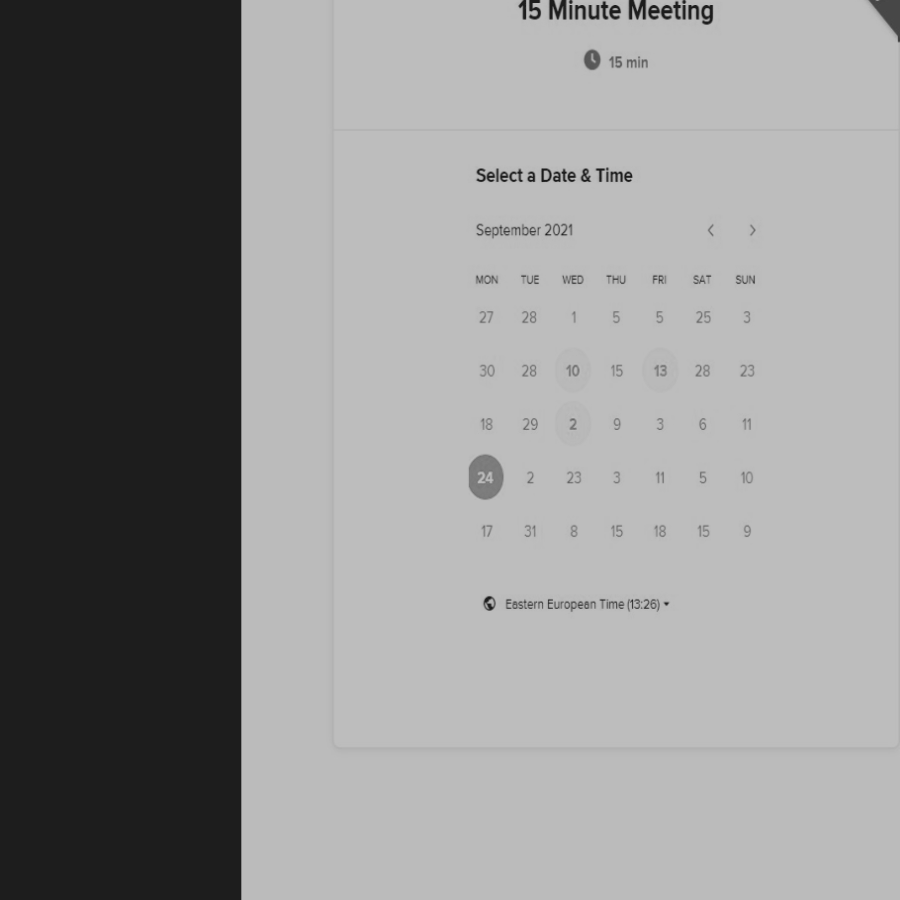 15 Minute Meeting
15 min
Select a Date & Time
September 2021
MON TUE WED THU FRI SAT SUN
27 28 1 5 5 25 3
30 28 10 15 13 28 23
18 29 2 9 3 6 11
24 2 23 3 11 5 10
17 31 8 15 18 15 9
Eastern European Time (13:26)